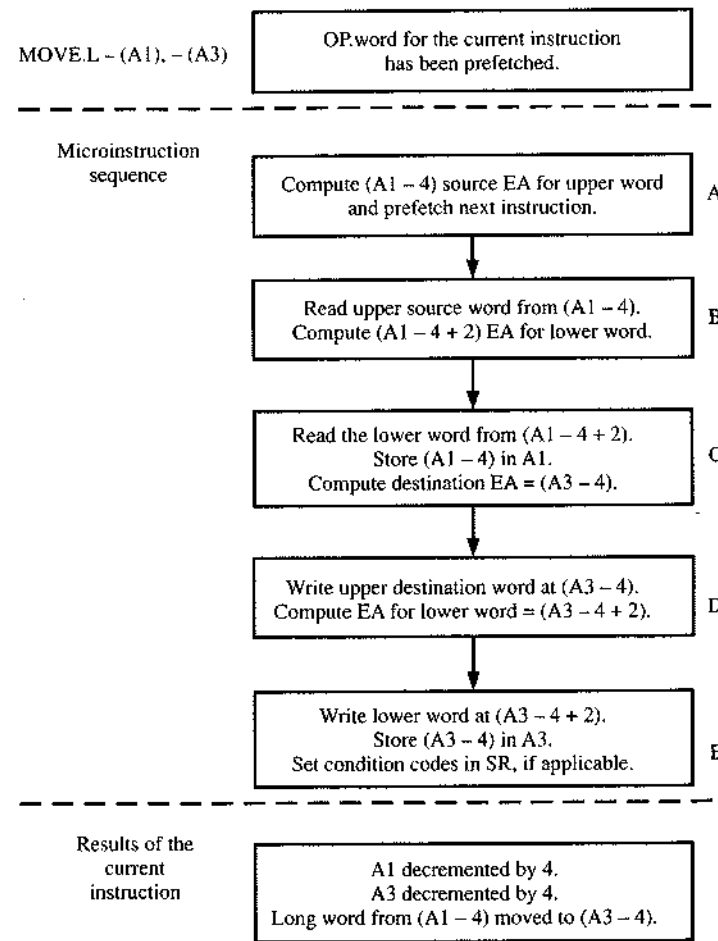 MOVE.L – (A1), – (A3)
OP.word for the current instruction
has been prefetched.
Microinstruction
sequence
Compute (A1 – 4) source EA for upper word
and prefetch next instruction.
A
Read upper source word from (A1 – 4).
Compute (A1 – 4 + 2) EA for lower word.
B
Read the lower word from (A1 – 4 + 2).
Store (A1 – 4) in A1.
Compute destination EA = (A3 – 4).
C
Write upper destination word at (A3 – 4).
Compute EA for lower word = (A3 – 4 + 2).
D
Write lower word at (A3 – 4 + 2).
Store (A3 – 4) in A3.
Set condition codes in SR, if applicable.
E
Results of the
current
instruction
A1 decremented by 4.
A3 decremented by 4.
Long word from (A1 – 4) moved to (A3 – 4).